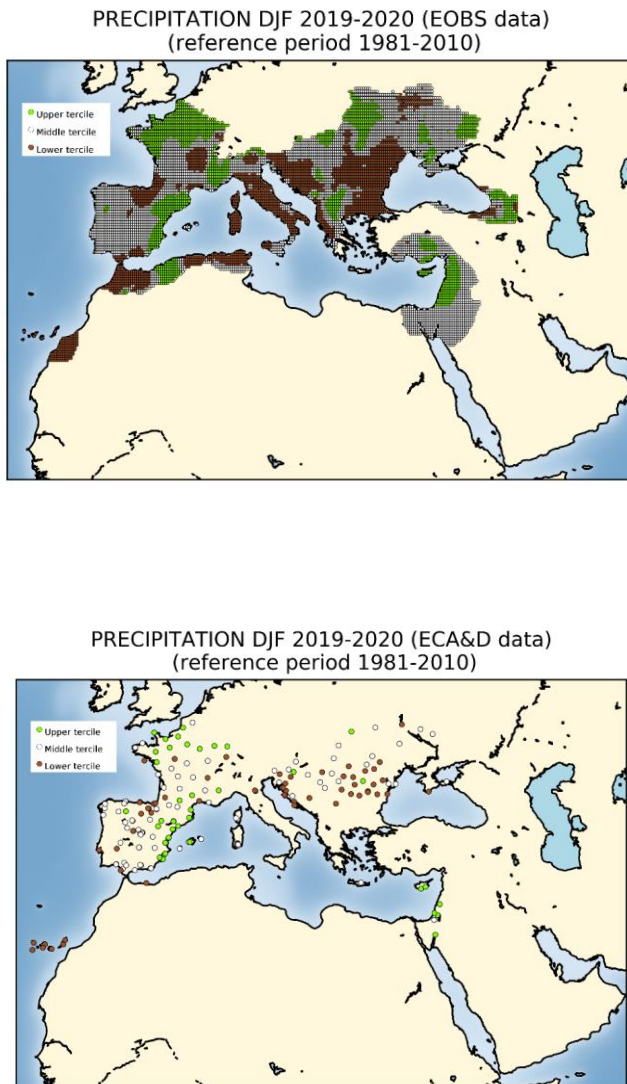 PRECIPITATION DJF 2019-2020 (EOBS data)
(reference period 1981-2010)
Upper tercile
Middle tercile
Lower tercile
PRECIPITATION DJF 2019-2020 (ECA&D data)
(reference period 1981-2010)
Upper tercile
Middle tercile
Lower tercile